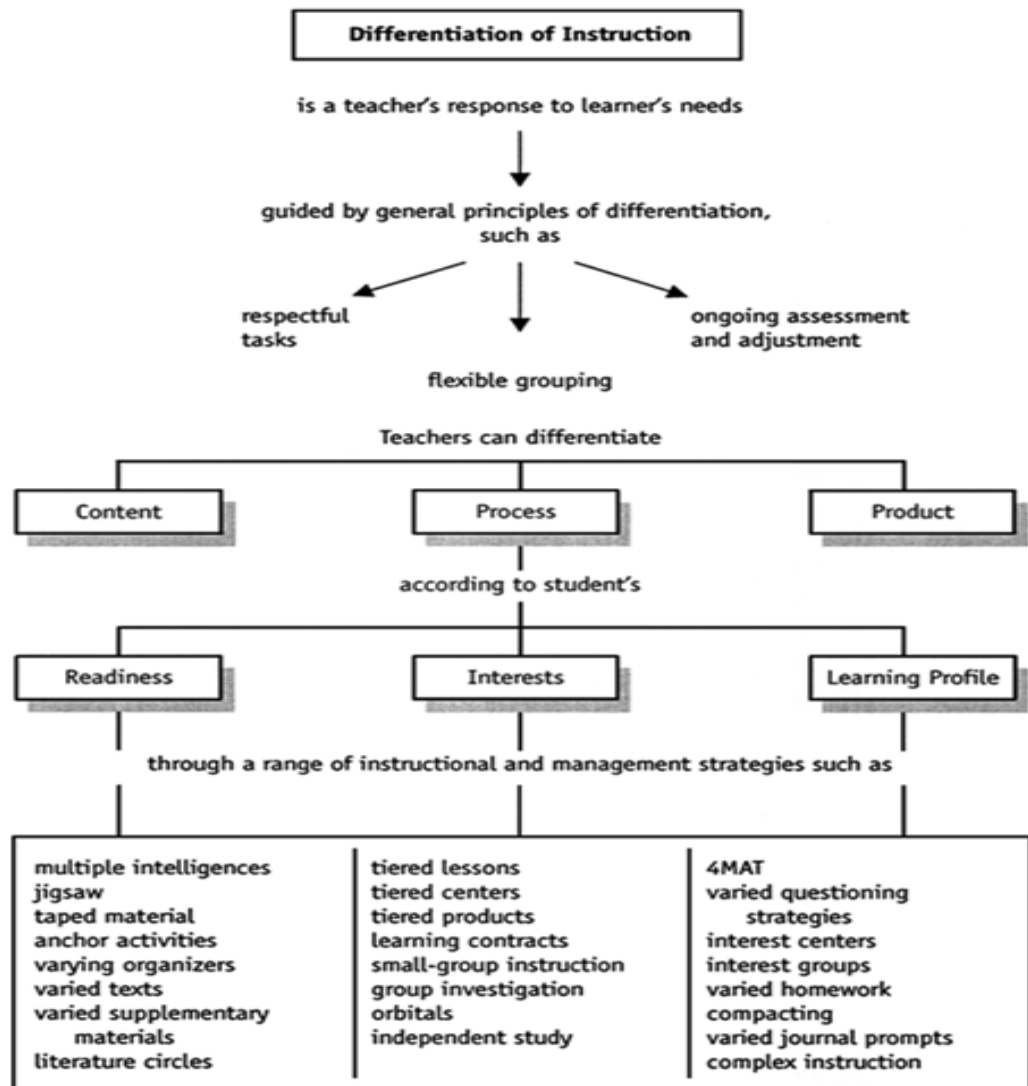 Differentiation of Instruction
is a teacher's response to learner's needs
guided by general principles of differentiation,
such as
respectful
tasks
ongoing assessment
and adjustment
flexible grouping
Teachers can differentiate
Content
Process
Product
according to student's
Readiness
Interests
Learning Profile
through a range of instructional and management strategies such as
multiple intelligences
jigsaw
taped material
anchor activities
varying organizers
varied texts
varied supplementary
materials
literature circles
tiered lessons
tiered centers
tiered products
learning contracts
small-group instruction
group investigation
orbitals
independent study
4MAT
varied questioning
strategies
interest centers
interest groups
varied homework
compacting
varied journal prompts
complex instruction